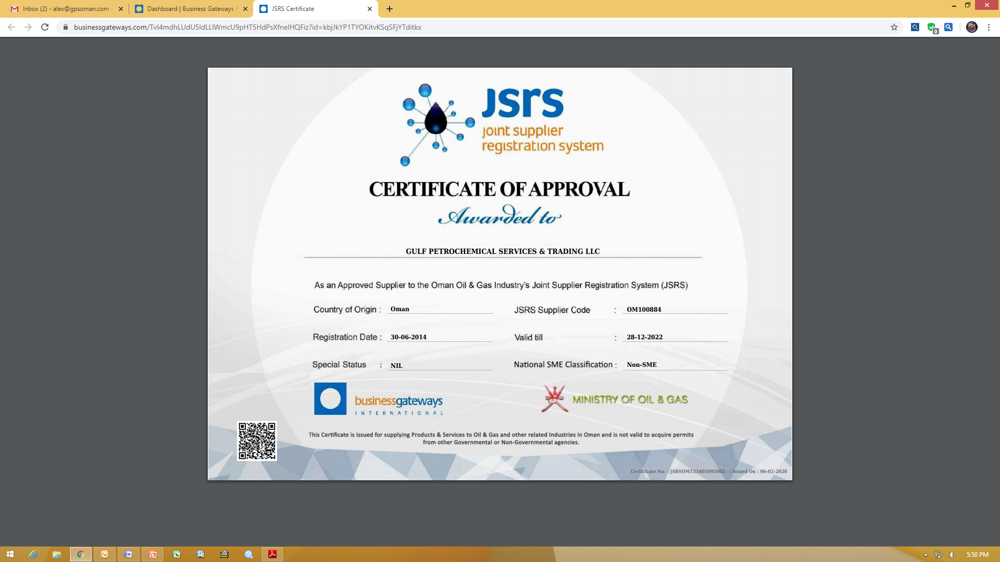 Inbox (2) - alex@gpsoman.com -
Dashboard | Business Gateways
JSRS Certificate
businessgateways.com/TvI4mdhLUdU5IdLLIWmcU9pHT5HdPsXfneIHQFiz?id=kbjJkYP1TYOKitvKSqSFjYTditkx
0
Jsrs
joint supplier
registration system
CERTIFICATE OF APPROVAL
Awarded to
GULF PETROCHEMICAL SERVICES & TRADING LLC
As an Approved Supplier to the Oman Oil & Gas Industry's Joint Supplier Registration System (JSRS)
Country of Origin : Oman
JSRS Supplier Code : OM100884
Registration Date : 30-06-2014
Valid till : 28-12-2022
Special Status : NIL
National SME Classification : Non-SME
businessgateways
INTERNATIONAL
MINISTRY OF OIL & GAS
This Certificate is issued for supplying Products & Services to Oil & Gas and other related Industries in Oman and is not valid to acquire permits
from other Governmental or Non-Governmental agencies.
Certificate No. : JSRSOM153401095002 / Issued On : 06-02-2020
5:50 PM